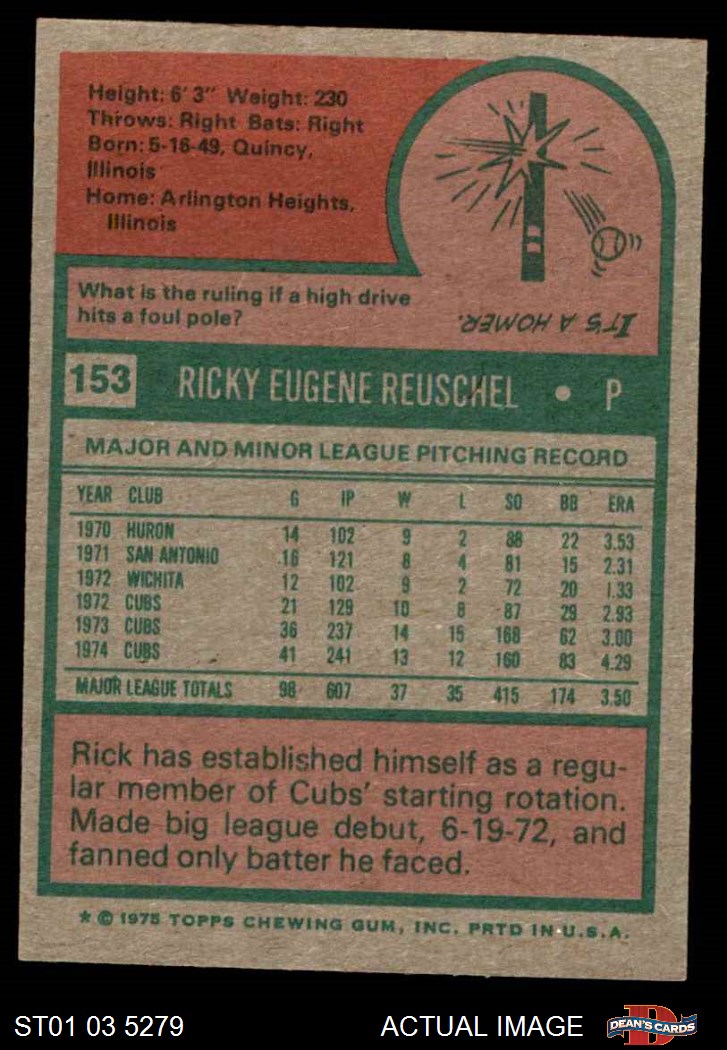 Height: 6' 3" Weight: 230
Throws: Right Bats: Right
Born: 5-16-49, Quincy,
Illinois
Home: Arlington Heights,
Illinois
What is the ruling if a high drive
hits a foul pole?
IT'S A HOMER.
153 RICKY EUGENE REUSCHEL • P
MAJOR AND MINOR LEAGUE PITCHING RECORD
YEAR CLUB G IP W L SO BB ERA
1970 HURON 14 102 9 2 88 22 3.53
1971 SAN ANTONIO 16 121 8 4 81 15 2.31
1972 WICHITA 12 102 9 2 72 20 1.33
1972 CUBS 21 129 10 8 87 29 2.93
1973 CUBS 36 237 14 15 168 62 3.00
1974 CUBS 41 241 13 12 160 83 4.29
MAJOR LEAGUE TOTALS 98 607 37 35 415 174 3.50
Rick has established himself as a regu-
lar member of Cubs' starting rotation.
Made big league debut, 6-19-72, and
fanned only batter he faced.
* © 1975 TOPPS CHEWING GUM, INC. PRTD IN U.S.A.
ST01 03 5279 ACTUAL IMAGE D DEAN'S CARDS